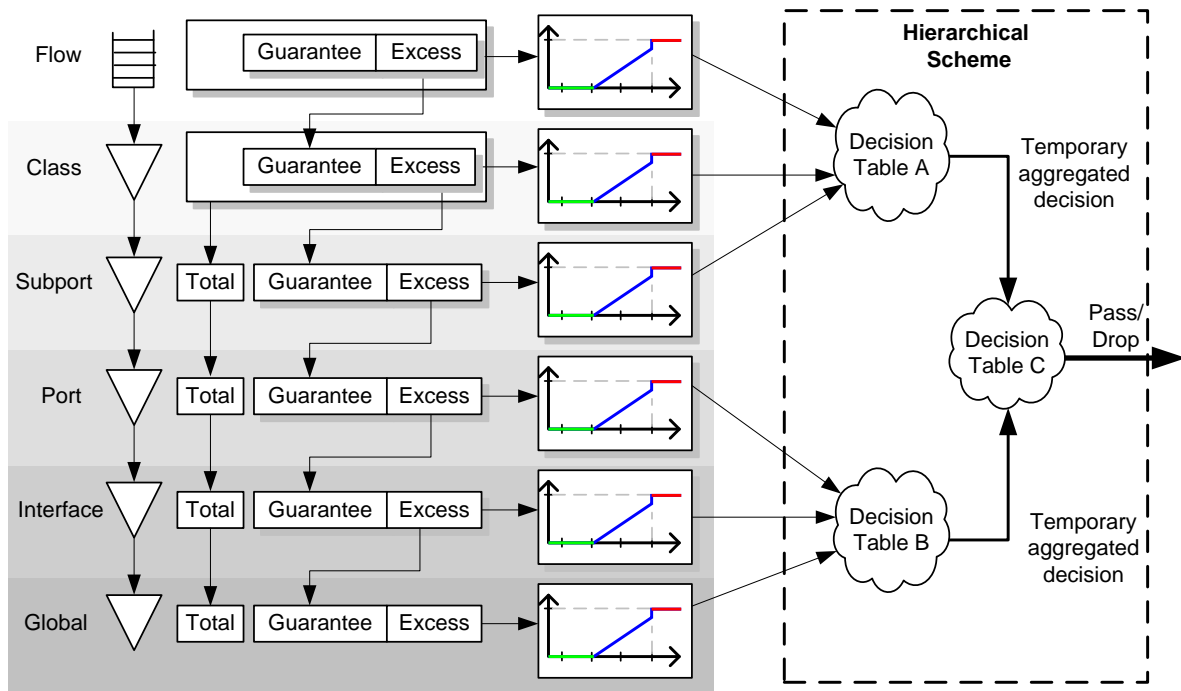 Flow
Guarantee Excess
Hierarchical
Scheme
Class
Guarantee Excess
Decision
Table A
Temporary
aggregated
decision
Subport
Total
Guarantee Excess
Pass/
Drop
Decision
Table C
Port
Total
Guarantee Excess
Interface
Total
Guarantee Excess
Decision
Table B
Temporary
aggregated
decision
Global
Total
Guarantee Excess